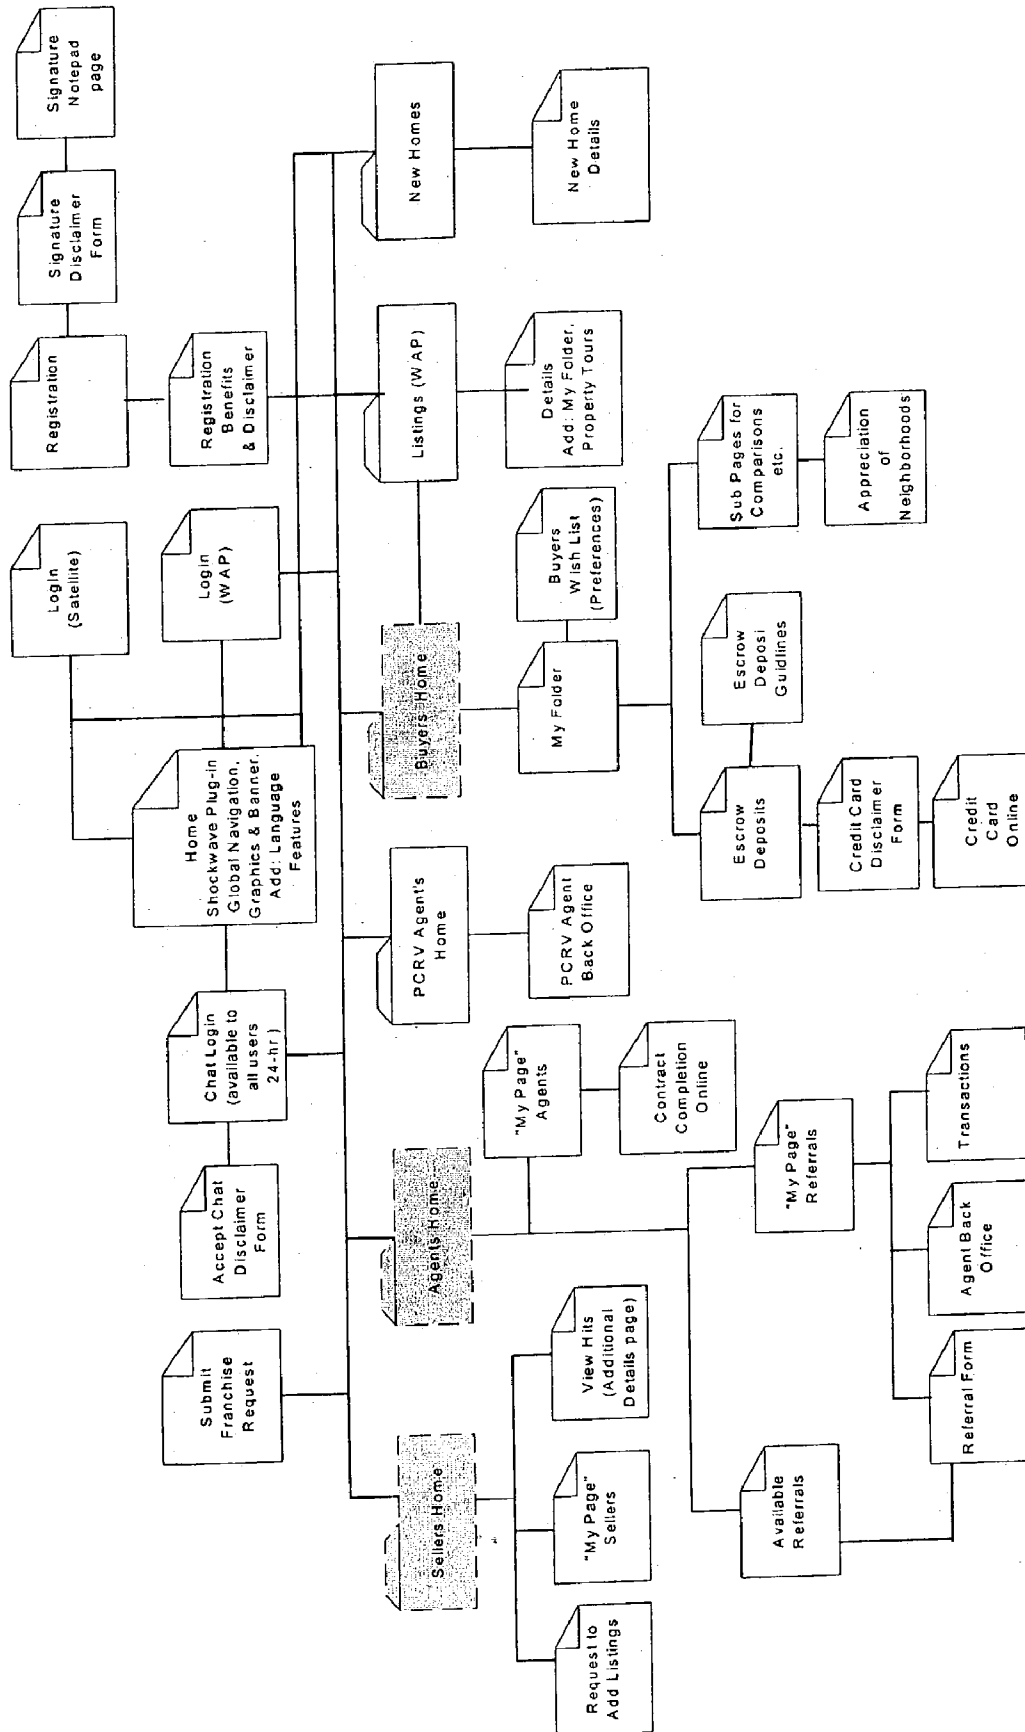 Signature
Notepad
page
Signature
Disclaimer
Form
Registration
Registration
Benefits
& Disclaimer
Login
(Satellite)
Login
(WAP)
Home
Shockwave Plug-in
Global Navigation,
Graphics & Banner.
Add: Language
Features
Chat Login
(available to
all users
24-hr )
Accept Chat
Disclaimer
Form
Submit
Franchise
Request
Sellers Home
Agents Home
PCRV Agent's
Home
Buyers Home
Listings (WAP)
New Homes
Request to
Add Listings
"My Page"
Sellers
View Hits
(Additional
Details page)
"My Page"
Agents
Contract
Completion
Online
PCRV Agent
Back Office
My Folder
Buyers
Wish List
(Preferences)
Details
Add: My Folder,
Property Tours
New Home
Details
Available
Referrals
"My Page"
Referrals
Referral Form
Agent Back
Office
Transactions
Escrow
Deposits
Escrow
Deposi
Guidlines
Credit Card
Disclaimer
Form
Credit
Card
Online
Sub Pages for
Comparisons
etc.
Appreciation
of
Neighborhoods